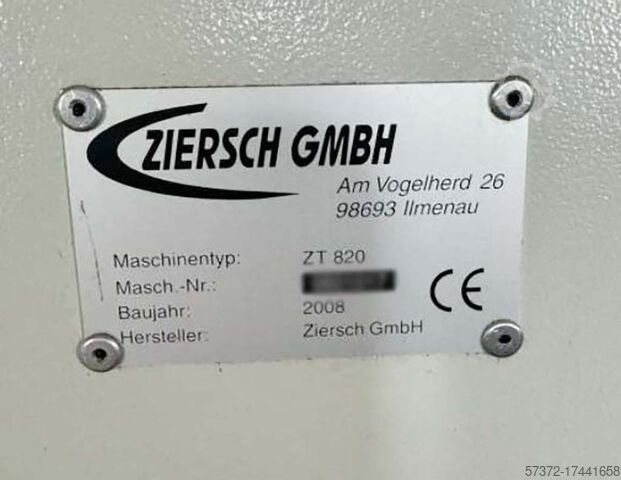 ZIERSCH GMBH
Am Vogelherd 26
98693 Ilmenau
Maschinentyp: ZT 820
Masch.-Nr.:
Baujahr: 2008
Hersteller: Ziersch GmbH
CE
57372-17441658